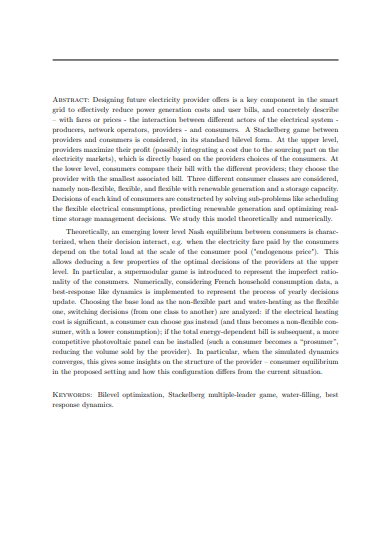 ABSTRACT: Designing future electricity provider offers is a key component in the smart
grid to effectively reduce power generation costs and user bills, and concretely describe
– with fares or prices - the interaction between different actors of the electrical system -
producers, network operators, providers - and consumers. A Stackelberg game between
providers and consumers is considered, in its standard bilevel form. At the upper level,
providers maximize their profit (possibly integrating a cost due to the sourcing part on the
electricity markets), which is directly based on the providers choices of the consumers. At
the lower level, consumers compare their bill with the different providers; they choose the
provider with the smallest associated bill. Three different consumer classes are considered,
namely non-flexible, flexible, and flexible with renewable generation and a storage capacity.
Decisions of each kind of consumers are constructed by solving sub-problems like scheduling
the flexible electrical consumptions, predicting renewable generation and optimizing real-
time storage management decisions. We study this model theoretically and numerically.
Theoretically, an emerging lower level Nash equilibrium between consumers is charac-
terized, when their decision interact, e.g. when the electricity fare paid by the consumers
depend on the total load at the scale of the consumer pool ("endogenous price"). This
allows deducing a few properties of the optimal decisions of the providers at the upper
level. In particular, a supermodular game is introduced to represent the imperfect ratio-
nality of the consumers. Numerically, considering French household consumption data, a
best-response like dynamics is implemented to represent the process of yearly decisions
update. Choosing the base load as the non-flexible part and water-heating as the flexible
one, switching decisions (from one class to another) are analyzed: if the electrical heating
cost is significant, a consumer can choose gas instead (and thus becomes a non-flexible con-
sumer, with a lower consumption); if the total energy-dependent bill is subsequent, a more
competitive photovoltaic panel can be installed (such a consumer becomes a "prosumer",
reducing the volume sold by the provider). In particular, when the simulated dynamics
converges, this gives some insights on the structure of the provider - consumer equilibrium
in the proposed setting and how this configuration differs from the current situation.
KEYWORDS: Bilevel optimization, Stackelberg multiple-leader game, water-filling, best
response dynamics.